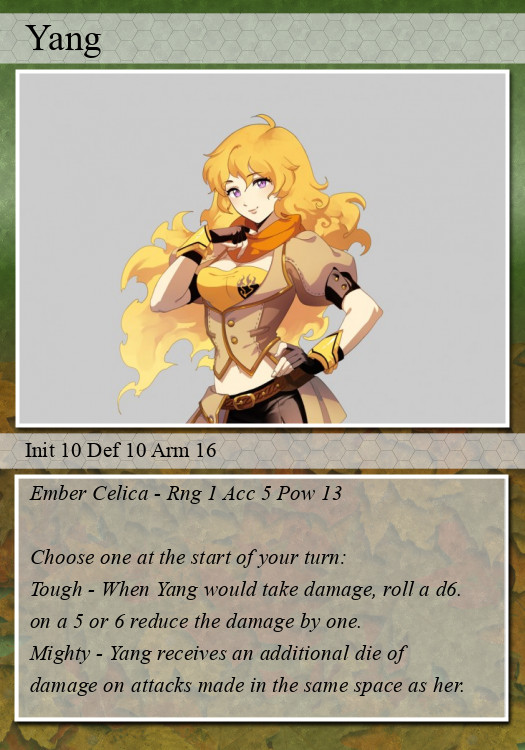 Yang
Init 10 Def 10 Arm 16
Ember Celica - Rng 1 Acc 5 Pow 13
Choose one at the start of your turn:
Tough - When Yang would take damage, roll a d6.
on a 5 or 6 reduce the damage by one.
Mighty - Yang receives an additional die of
damage on attacks made in the same space as her.